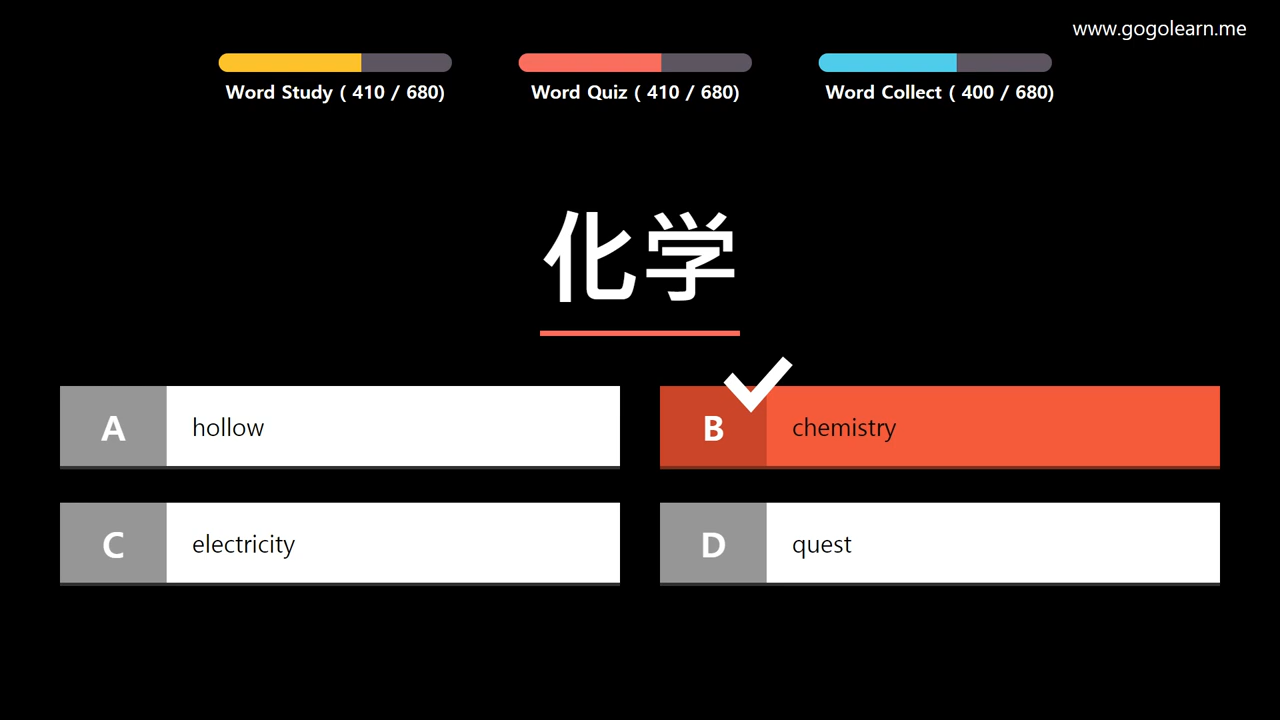 www.gogolearn.me
Word Study ( 410 / 680)
Word Quiz ( 410 / 680)
Word Collect ( 400 / 680)
化学
A hollow
B chemistry
C electricity
D quest